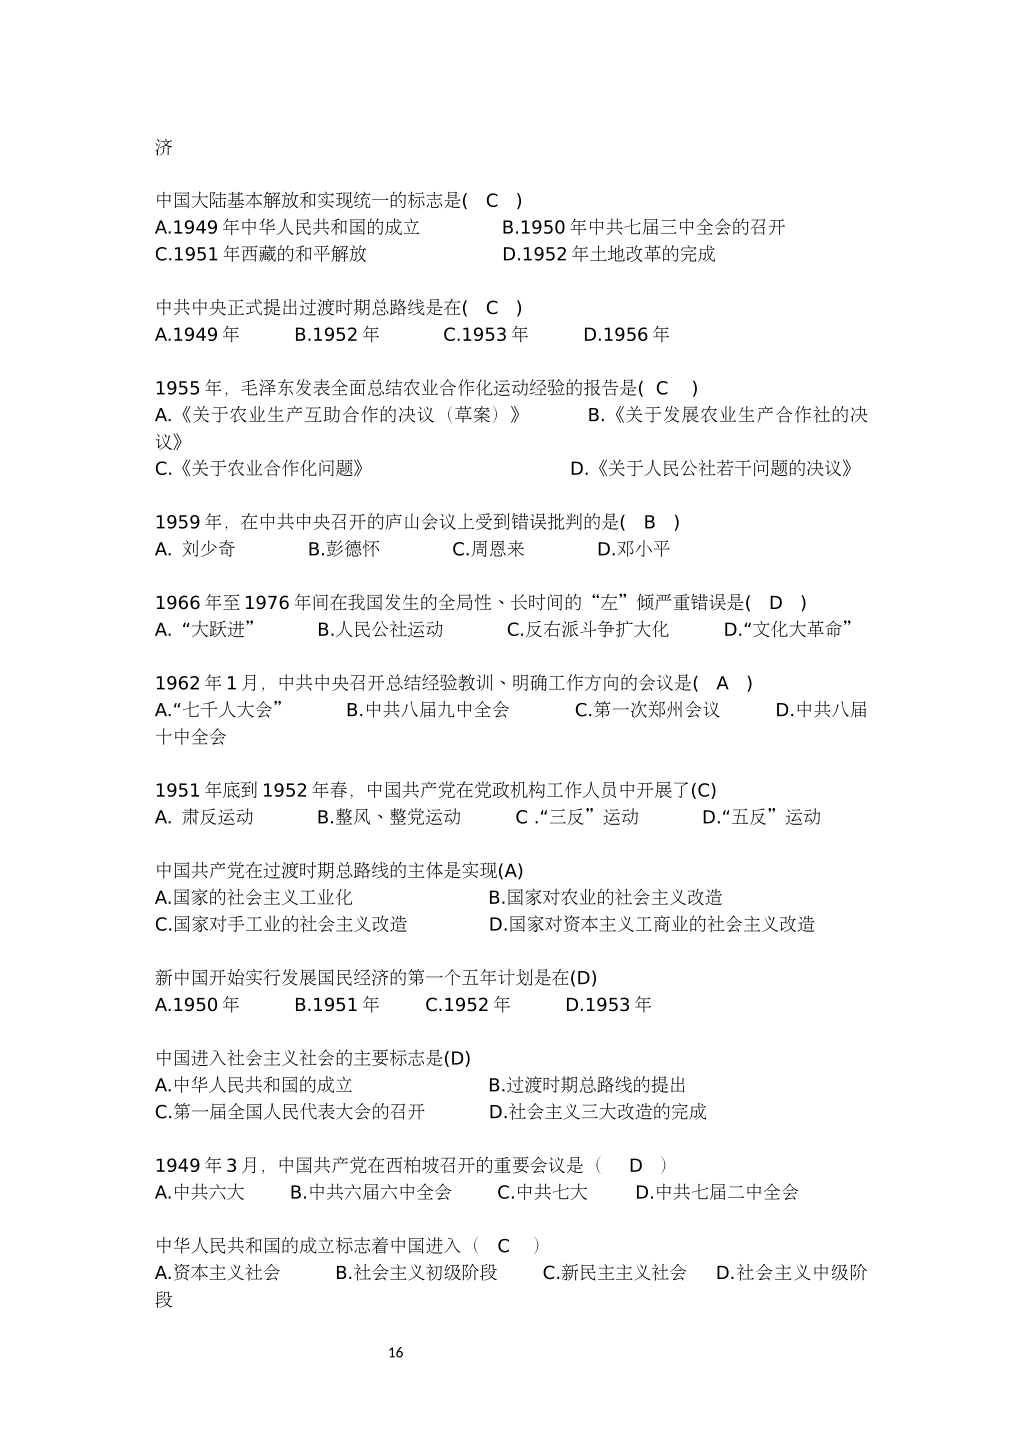 济
中国大陆基本解放和实现统一的标志是(　C　)
A.1949 年中华人民共和国的成立　　　　B.1950 年中共七届三中全会的召开
C.1951 年西藏的和平解放　　　　D.1952 年土地改革的完成
中共中央正式提出过渡时期总路线是在(　C　)
A.1949 年　　　B.1952 年　　　C.1953 年　　　D.1956 年
1955 年，毛泽东发表全面总结农业合作化运动经验的报告是(　C　)
A.《关于农业生产互助合作的决议（草案）》　　　B.《关于发展农业生产合作社的决
议》
C.《关于农业合作化问题》　　　　D.《关于人民公社若干问题的决议》
1959 年，在中共中央召开的庐山会议上受到错误批判的是(　B　)
A. 刘少奇　　　B.彭德怀　　　C.周恩来　　　D.邓小平
1966 年至 1976 年间在我国发生的全局性、长时间的“左”倾严重错误是(　D　)
A. “大跃进”　　　B.人民公社运动　　　C.反右派斗争扩大化　　　D.“文化大革命”
1962 年 1 月，中共中央召开总结经验教训、明确工作方向的会议是(　A　)
A.“七千人大会”　　　B.中共八届九中全会　　　C.第一次郑州会议　　　D.中共八届
十中全会
1951 年底到 1952 年春，中国共产党在党政机构工作人员中开展了(C)
A. 肃反运动　　　B.整风、整党运动　　　C .“三反”运动　　　D.“五反”运动
中国共产党在过渡时期总路线的主体是实现(A)
A.国家的社会主义工业化　　　　B.国家对农业的社会主义改造
C.国家对手工业的社会主义改造　　　　D.国家对资本主义工商业的社会主义改造
新中国开始实行发展国民经济的第一个五年计划是在(D)
A.1950 年　　　B.1951 年　　　C.1952 年　　　D.1953 年
中国进入社会主义社会的主要标志是(D)
A.中华人民共和国的成立　　　　B.过渡时期总路线的提出
C.第一届全国人民代表大会的召开　　　　D.社会主义三大改造的完成
1949 年 3 月，中国共产党在西柏坡召开的重要会议是（　D　）
A.中共六大　　　B.中共六届六中全会　　　C.中共七大　　　D.中共七届二中全会
中华人民共和国的成立标志着中国进入（　C　）
A.资本主义社会　　　B.社会主义初级阶段　　　C.新民主主义社会　　D.社会主义中级阶
段
16